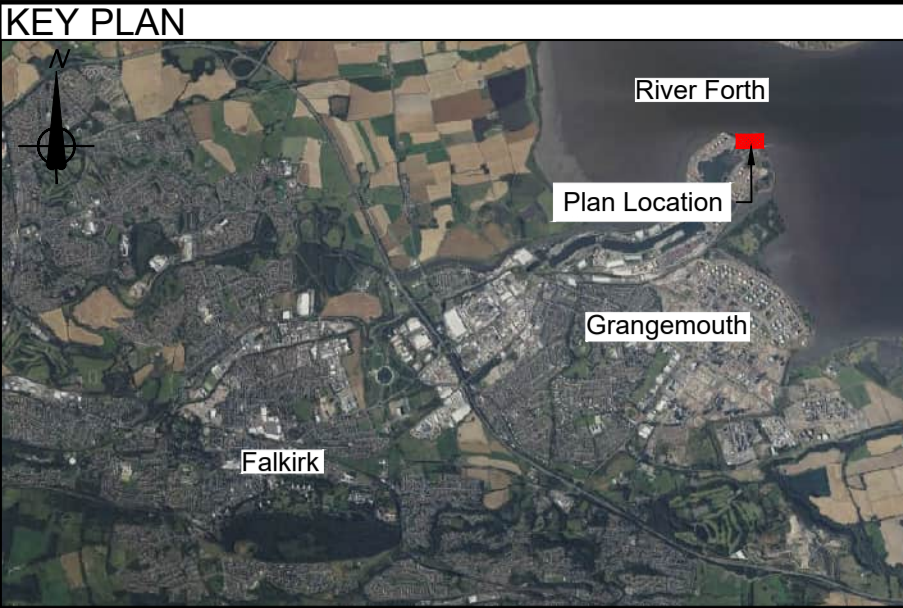 KEY PLAN
N
River Forth
Plan Location
Grangemouth
Falkirk